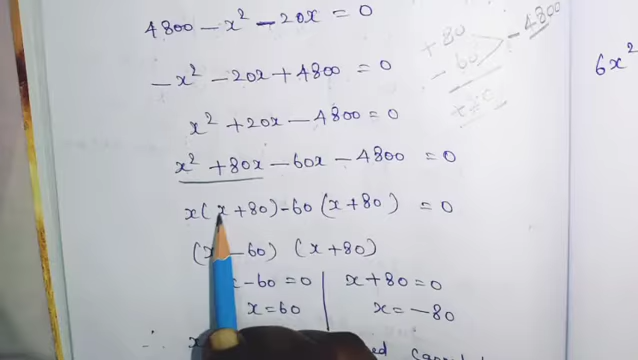 4800 - x² - 20x = 0
- x² - 20x + 4800 = 0
x² + 20x - 4800 = 0
x² + 80x - 60x - 4800 = 0
x(x + 80) - 60 (x + 80) = 0
(x - 60) (x + 80)
x - 60 = 0 | x + 80 = 0
x = 60 | x = - 80
∴ x
+ 80
- 60
- 4800
6x²